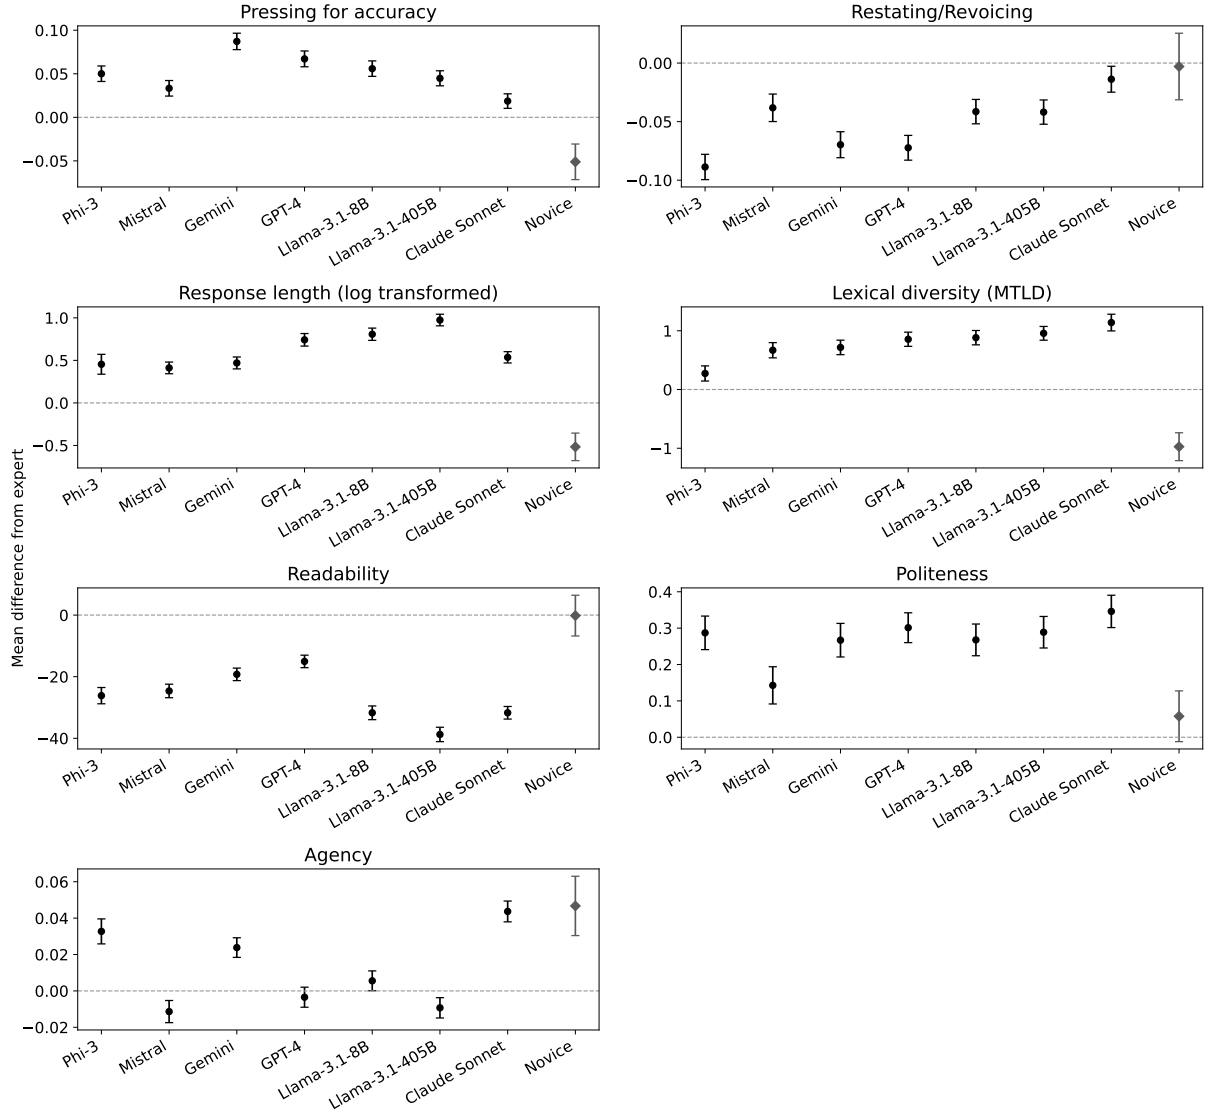 Pressing for accuracy
0.10
0.05
0.00
−0.05
Phi-3
Mistral
Gemini
GPT-4
Llama-3.1-8B
Llama-3.1-405B
Claude Sonnet
Novice
Restating/Revoicing
0.00
−0.05
−0.10
Phi-3
Mistral
Gemini
GPT-4
Llama-3.1-8B
Llama-3.1-405B
Claude Sonnet
Novice
Mean difference from expert
Response length (log transformed)
1.0
0.5
0.0
−0.5
Phi-3
Mistral
Gemini
GPT-4
Llama-3.1-8B
Llama-3.1-405B
Claude Sonnet
Novice
Lexical diversity (MTLD)
1
0
−1
Phi-3
Mistral
Gemini
GPT-4
Llama-3.1-8B
Llama-3.1-405B
Claude Sonnet
Novice
Readability
0
−20
−40
Phi-3
Mistral
Gemini
GPT-4
Llama-3.1-8B
Llama-3.1-405B
Claude Sonnet
Novice
Politeness
0.4
0.3
0.2
0.1
0.0
Phi-3
Mistral
Gemini
GPT-4
Llama-3.1-8B
Llama-3.1-405B
Claude Sonnet
Novice
Agency
0.06
0.04
0.02
0.00
−0.02
Phi-3
Mistral
Gemini
GPT-4
Llama-3.1-8B
Llama-3.1-405B
Claude Sonnet
Novice